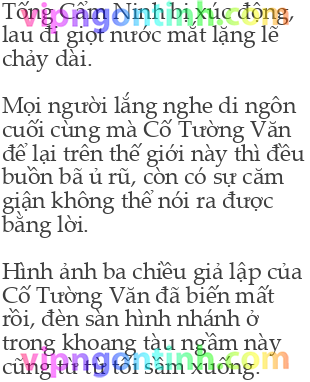 Tống Cẩm Ninh bị xúc động,
lau đi giọt nước mắt lặng lẽ
chảy dài.
Mọi người lắng nghe di ngôn
cuối cùng mà Cố Tường Văn
để lại trên thế giới này thì đều
buồn bã ủ rũ, còn có sự căm
giận không thể nói ra được
bằng lời.
Hình ảnh ba chiều giả lập của
Cố Tường Văn đã biến mất
rồi, đèn sàn hình nhánh ở
trong khoang tàu ngầm này
cũng từ từ tối sầm xuống.
vipngontinh.com
vipngontinh.com